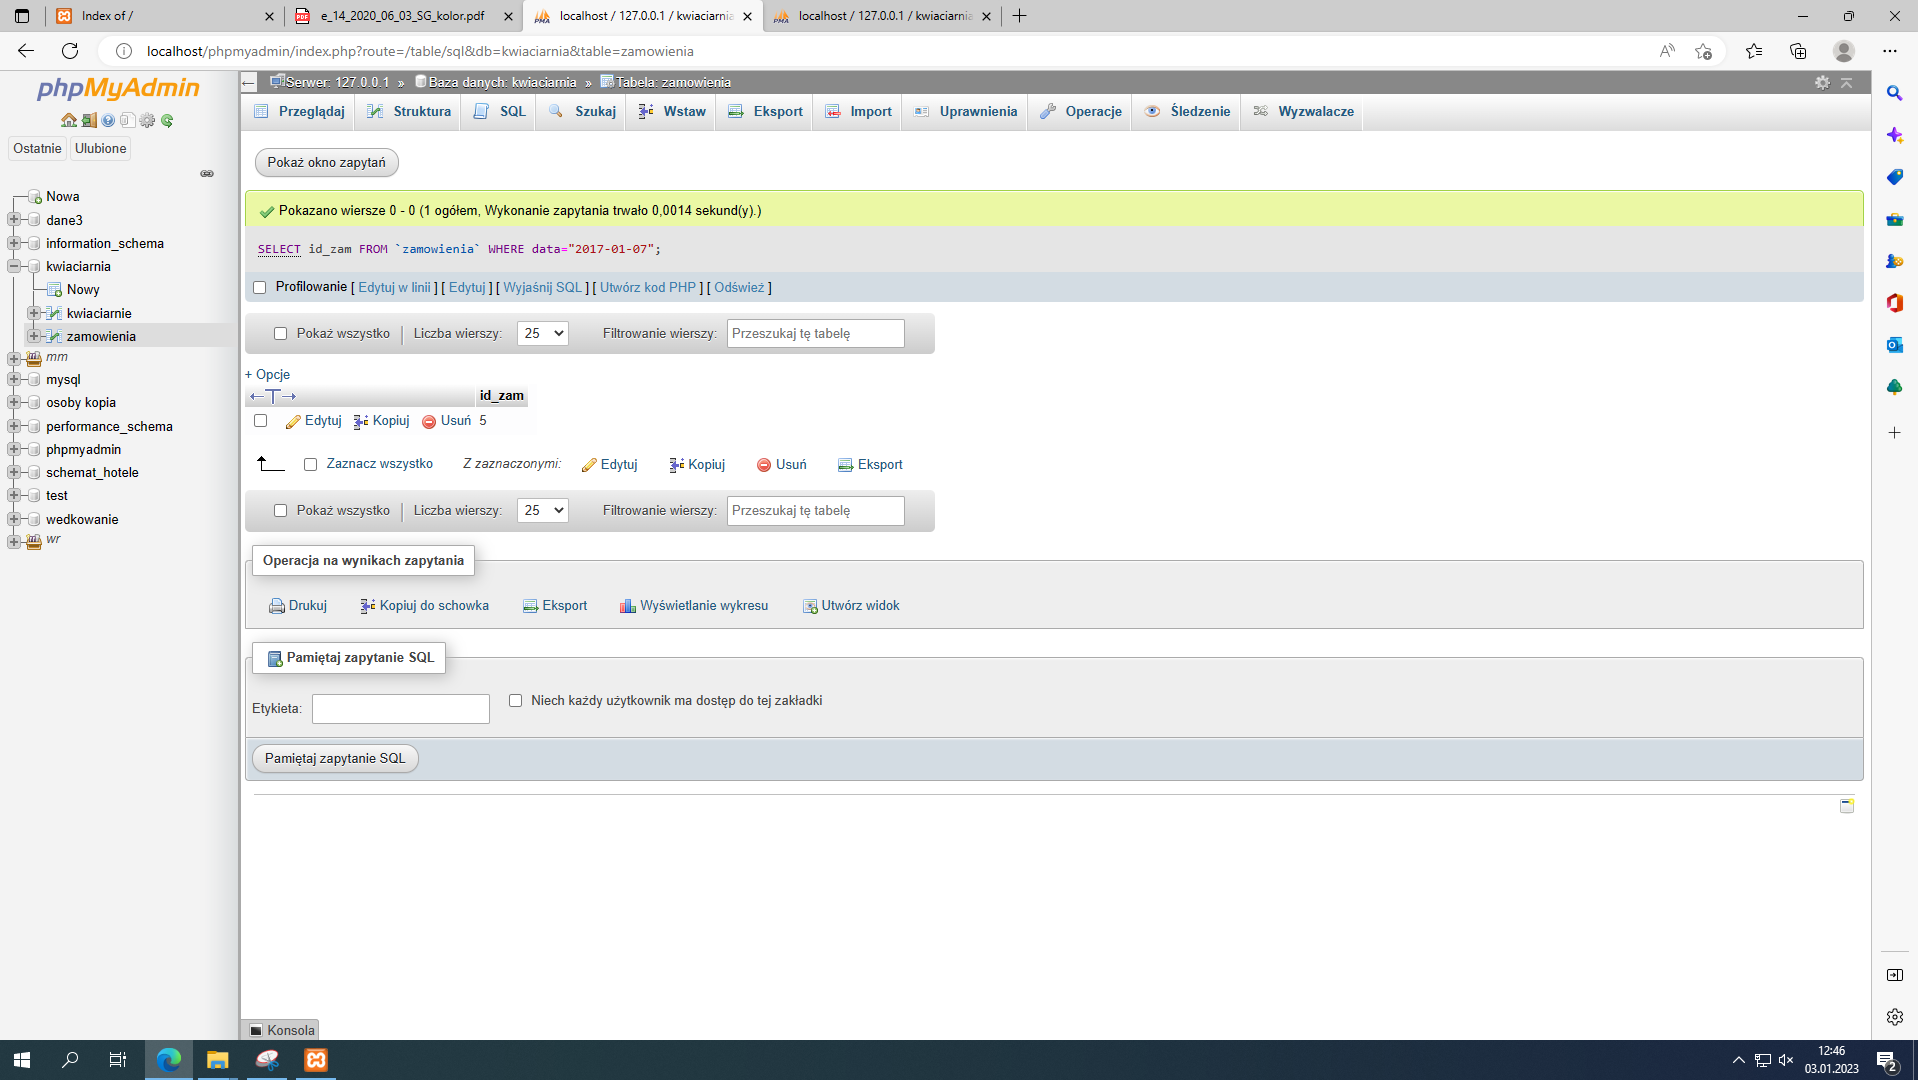 Index of /
e_14_2020_06_03_SG_kolor.pdf
localhost / 127.0.0.1 / kwiaciarnia
localhost / 127.0.0.1 / kwiaciarnia
localhost/phpmyadmin/index.php?route=/table/sql&db=kwiaciarnia&table=zamowienia
phpMyAdmin
Ostatnie Ulubione
Nowa
dane3
information_schema
kwiaciarnia
Nowy
kwiaciarnie
zamowienia
mm
mysql
osoby kopia
performance_schema
phpmyadmin
schemat_hotele
test
wedkowanie
wr
Serwer: 127.0.0.1 » Baza danych: kwiaciarnia » Tabela: zamowienia
Przeglądaj Struktura SQL Szukaj Wstaw Eksport Import Uprawnienia Operacje Śledzenie Wyzwalacze
Pokaż okno zapytań
Pokazano wiersze 0 - 0 (1 ogółem, Wykonanie zapytania trwało 0,0014 sekund(y).)
SELECT id_zam FROM `zamowienia` WHERE data="2017-01-07";
Profilowanie [ Edytuj w linii ] [ Edytuj ] [ Wyjaśnij SQL ] [ Utwórz kod PHP ] [ Odśwież ]
Pokaż wszystko | Liczba wierszy: 25 Filtrowanie wierszy: Przeszukaj tę tabelę
+ Opcje
←T→ id_zam
Edytuj Kopiuj Usuń 5
Zaznacz wszystko Z zaznaczonymi: Edytuj Kopiuj Usuń Eksport
Pokaż wszystko | Liczba wierszy: 25 Filtrowanie wierszy: Przeszukaj tę tabelę
Operacja na wynikach zapytania
Drukuj Kopiuj do schowka Eksport Wyświetlanie wykresu Utwórz widok
Pamiętaj zapytanie SQL
Etykieta: Niech każdy użytkownik ma dostęp do tej zakładki
Pamiętaj zapytanie SQL
Konsola
12:46
03.01.2023
2